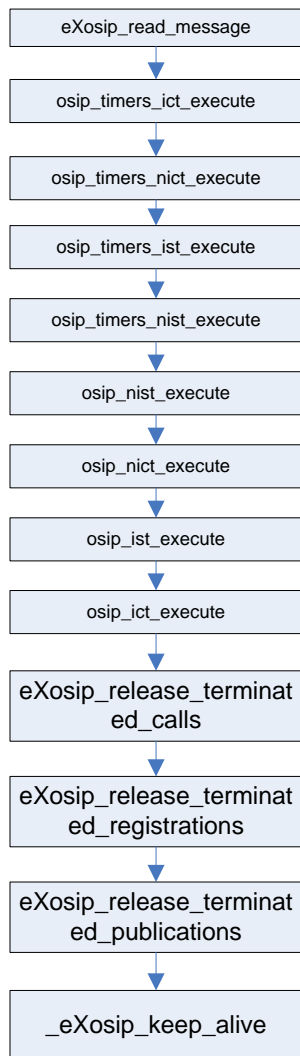 eXosip_read_message
osip_timers_ict_execute
osip_timers_nict_execute
osip_timers_ist_execute
osip_timers_nist_execute
osip_nist_execute
osip_nict_execute
osip_ist_execute
osip_ict_execute
eXosip_release_terminat
ed_calls
eXosip_release_terminat
ed_registrations
eXosip_release_terminat
ed_publications
_eXosip_keep_alive